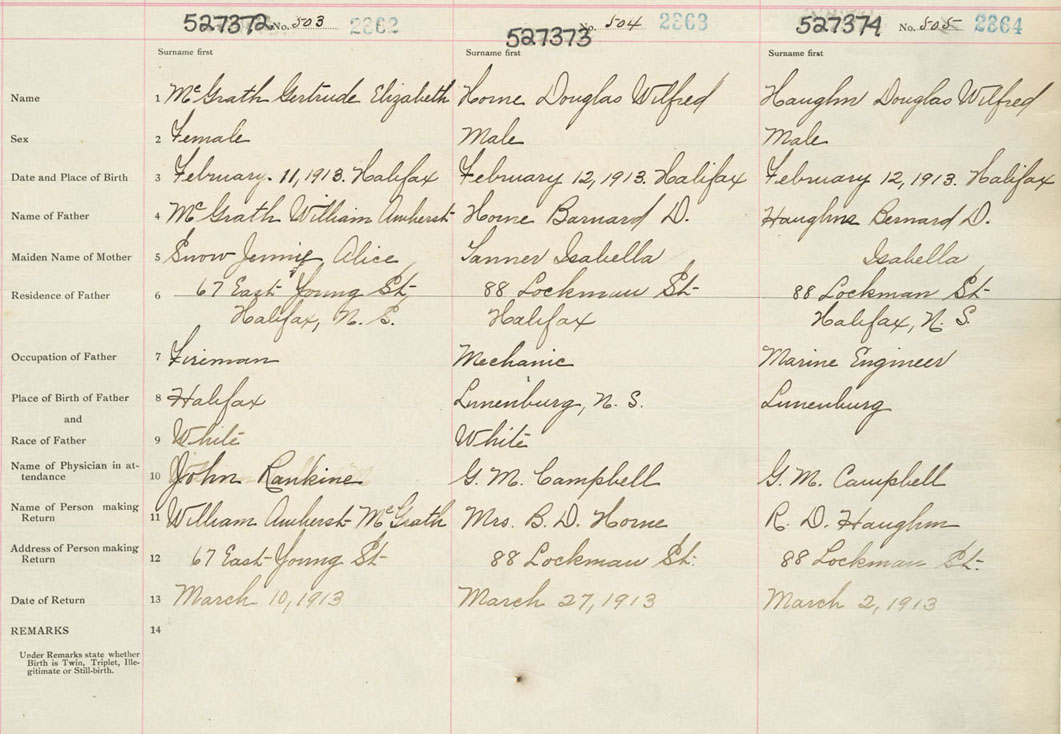 527372 No. 503 2362 527373 No. 504 2363 527374 No. 505 2364
Surname first Surname first Surname first
Name 1 McGrath Gertrude Elizabeth Horne Douglas Wilfred Haughn Douglas Wilfred
Sex 2 Female Male Male
Date and Place of Birth 3 February. 11, 1913. Halifax February 12, 1913. Halifax February 12, 1913. Halifax
Name of Father 4 McGrath William Amherst Horne Barnard D. Haughn Bernard D.
Maiden Name of Mother 5 Snow Jennie Alice Tanner Isabella Isabella
Residence of Father 6 67 East Young St 88 Lockman St 88 Lockman St
Halifax, N. S. Halifax Halifax, N. S.
Occupation of Father 7 Fireman Mechanic Marine Engineer
Place of Birth of Father 8 Halifax Lunenburg, N. S. Lunenburg
and
Race of Father 9 White White
Name of Physician in at-
tendance 10 John Rankine G. M. Campbell G. M. Campbell
Name of Person making
Return 11 William Amherst McGrath Mrs. B. D. Horne R. D. Haughn
Address of Person making
Return 12 67 East Young St 88 Lockman St. 88 Lockman St.
Date of Return 13 March 10, 1913 March 27, 1913 March 2, 1913
REMARKS 14
Under Remarks state whether
Birth is Twin, Triplet, Ille-
gitimate or Still-birth.